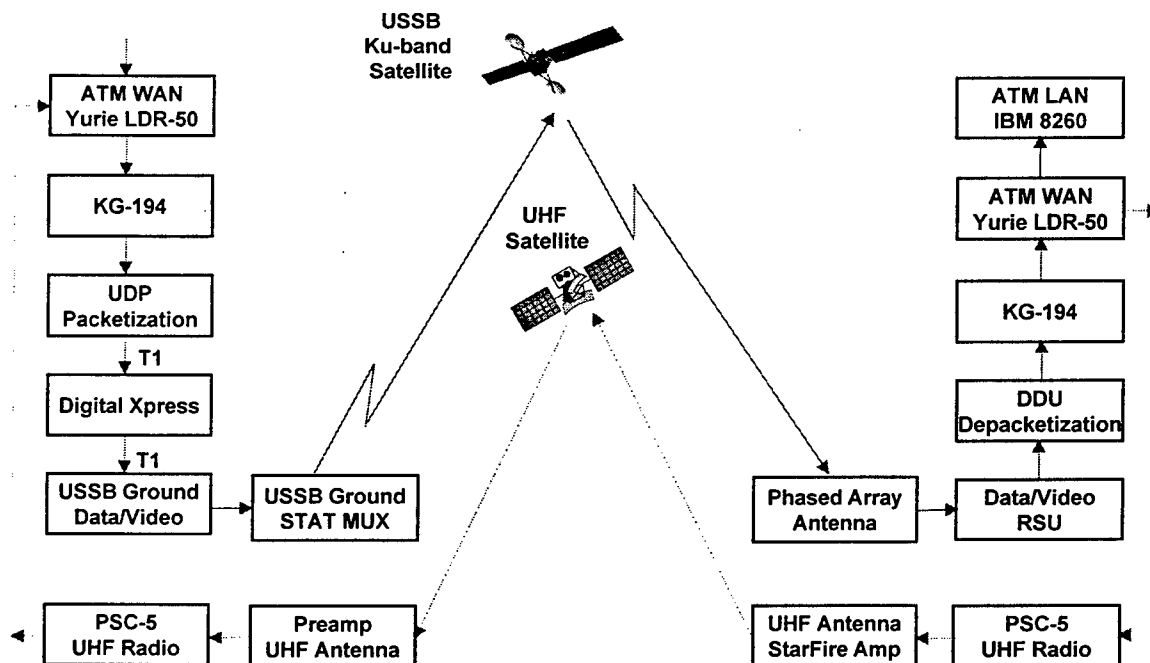 USSB
Ku-band
Satellite
UHF
Satellite
ATM WAN
Yurie LDR-50
KG-194
UDP
Packetization
T1
Digital Xpress
T1
USSB Ground
Data/Video
USSB Ground
STAT MUX
PSC-5
UHF Radio
Preamp
UHF Antenna
ATM LAN
IBM 8260
ATM WAN
Yurie LDR-50
KG-194
DDU
Depacketization
Phased Array
Antenna
Data/Video
RSU
UHF Antenna
StarFire Amp
PSC-5
UHF Radio